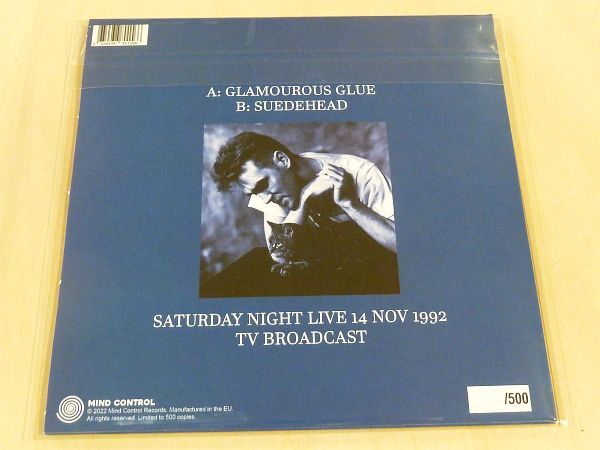 A: GLAMOUROUS GLUE
B: SUEDEHEAD
SATURDAY NIGHT LIVE 14 NOV 1992
TV BROADCAST
MIND CONTROL
© 2022 Mind Control Records. Manufactured in the EU.
All rights reserved. Limited to 500 copies.
/500